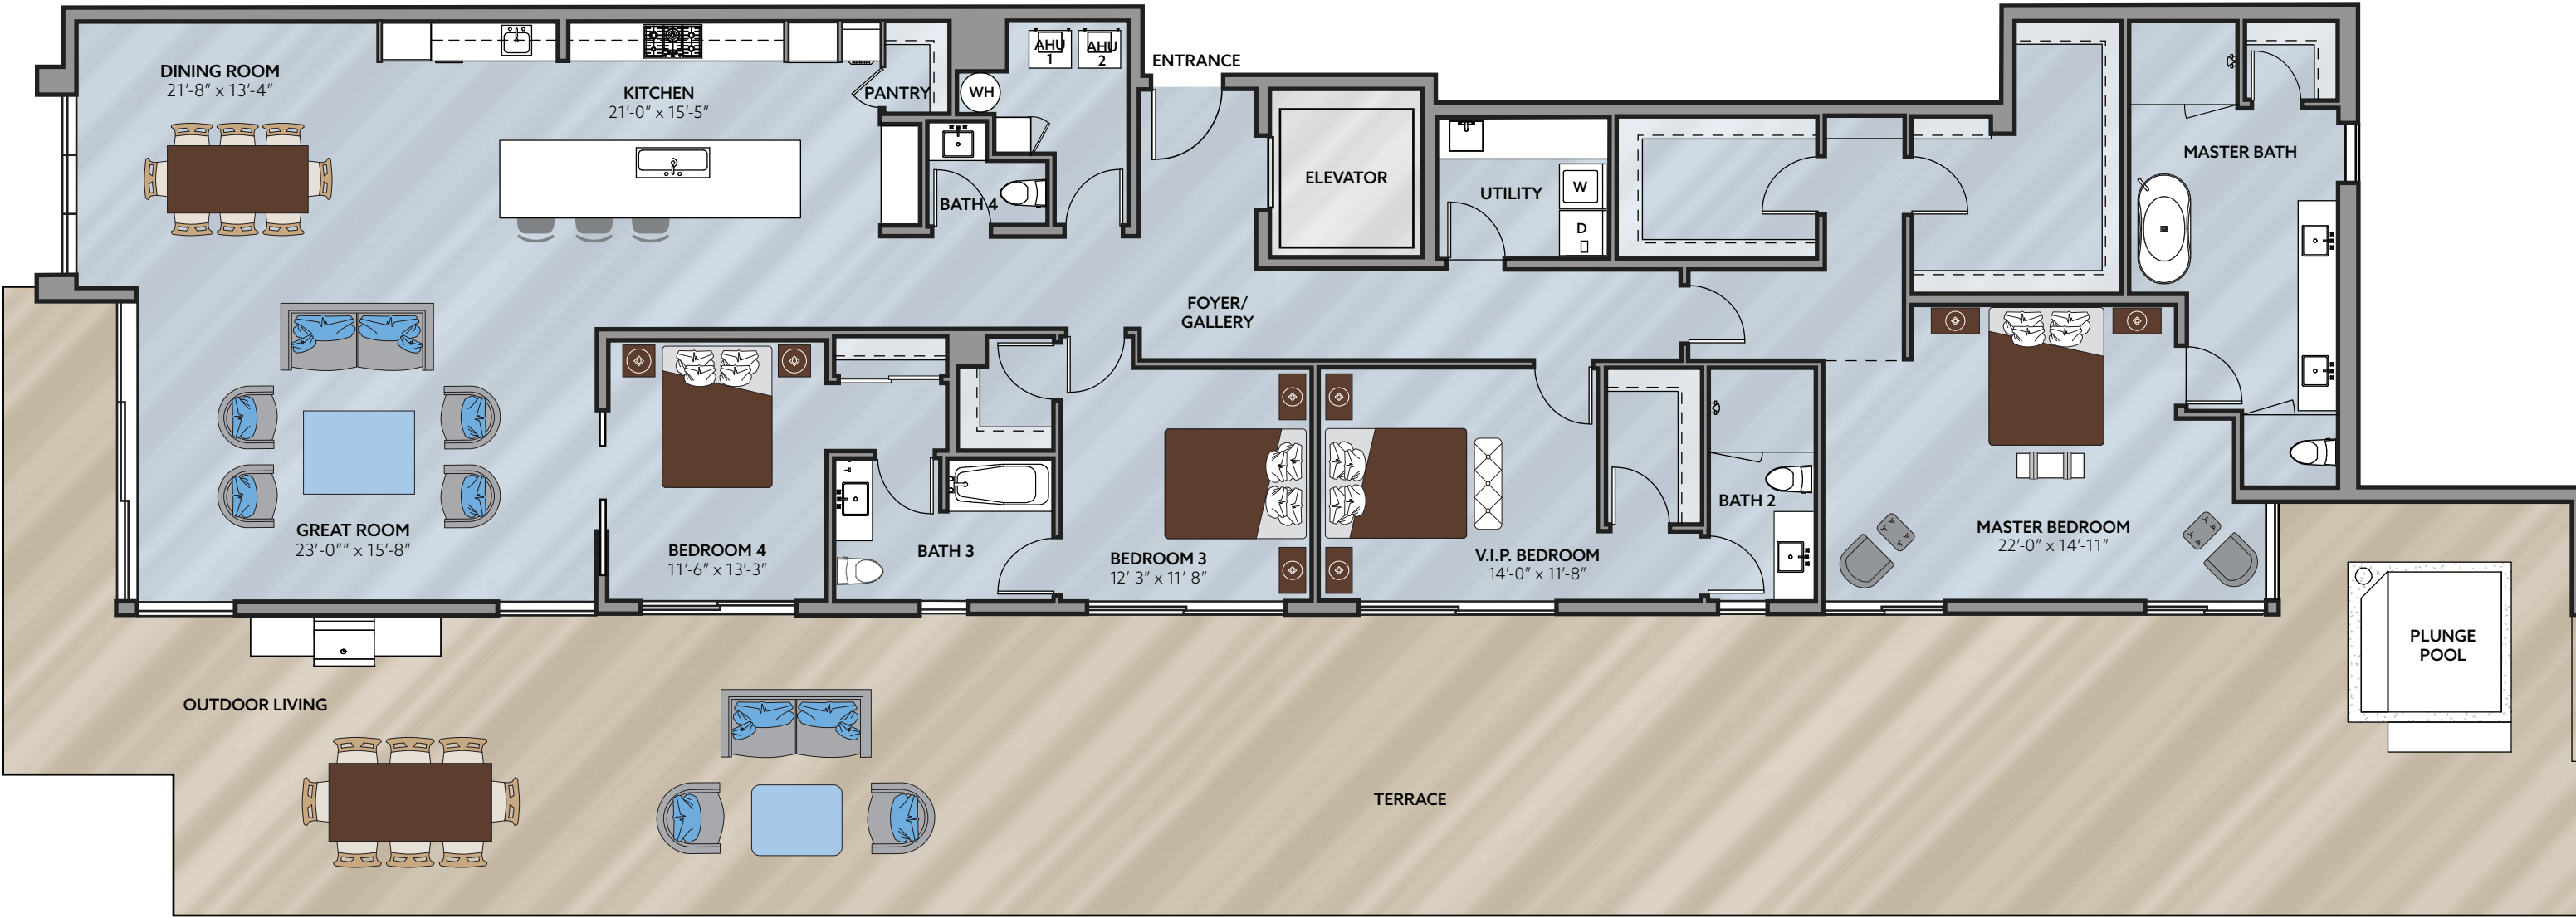 DINING ROOM
21'-8" x 13'-4"
KITCHEN
21'-0" x 15'-5"
PANTRY
AHU
1
AHU
2
WH
ENTRANCE
BATH 4
ELEVATOR
UTILITY
W
D
MASTER BATH
FOYER/
GALLERY
GREAT ROOM
23'-0"" x 15'-8"
BEDROOM 4
11'-6" x 13'-3"
BATH 3
BEDROOM 3
12'-3" x 11'-8"
V.I.P. BEDROOM
14'-0" x 11'-8"
BATH 2
MASTER BEDROOM
22'-0" x 14'-11"
PLUNGE
POOL
OUTDOOR LIVING
TERRACE